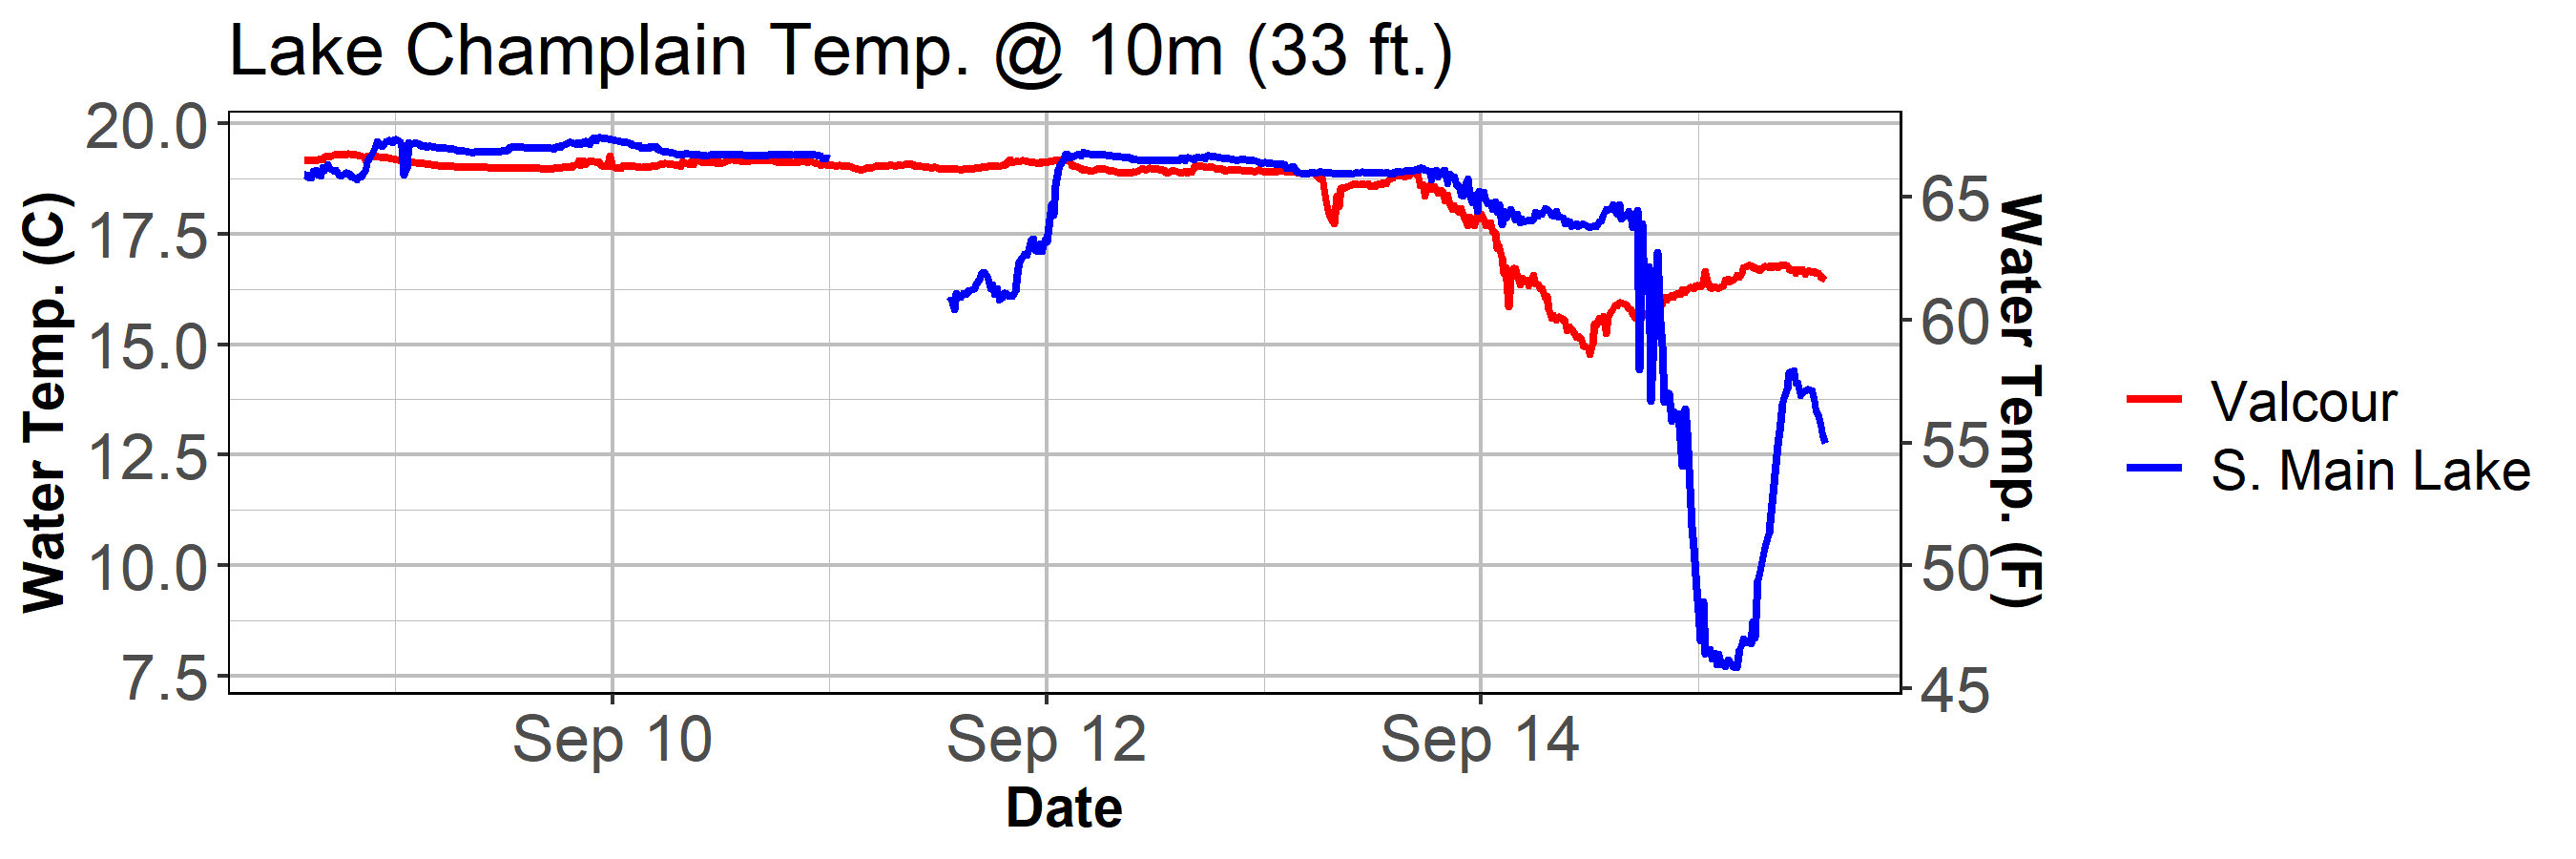 Lake Champlain Temp. @ 10m (33 ft.)
Water Temp. (C)
20.0
17.5
15.0
12.5
10.0
7.5
65
60
55
50
45
Water Temp. (F)
Sep 10
Sep 12
Sep 14
Date
Valcour
S. Main Lake